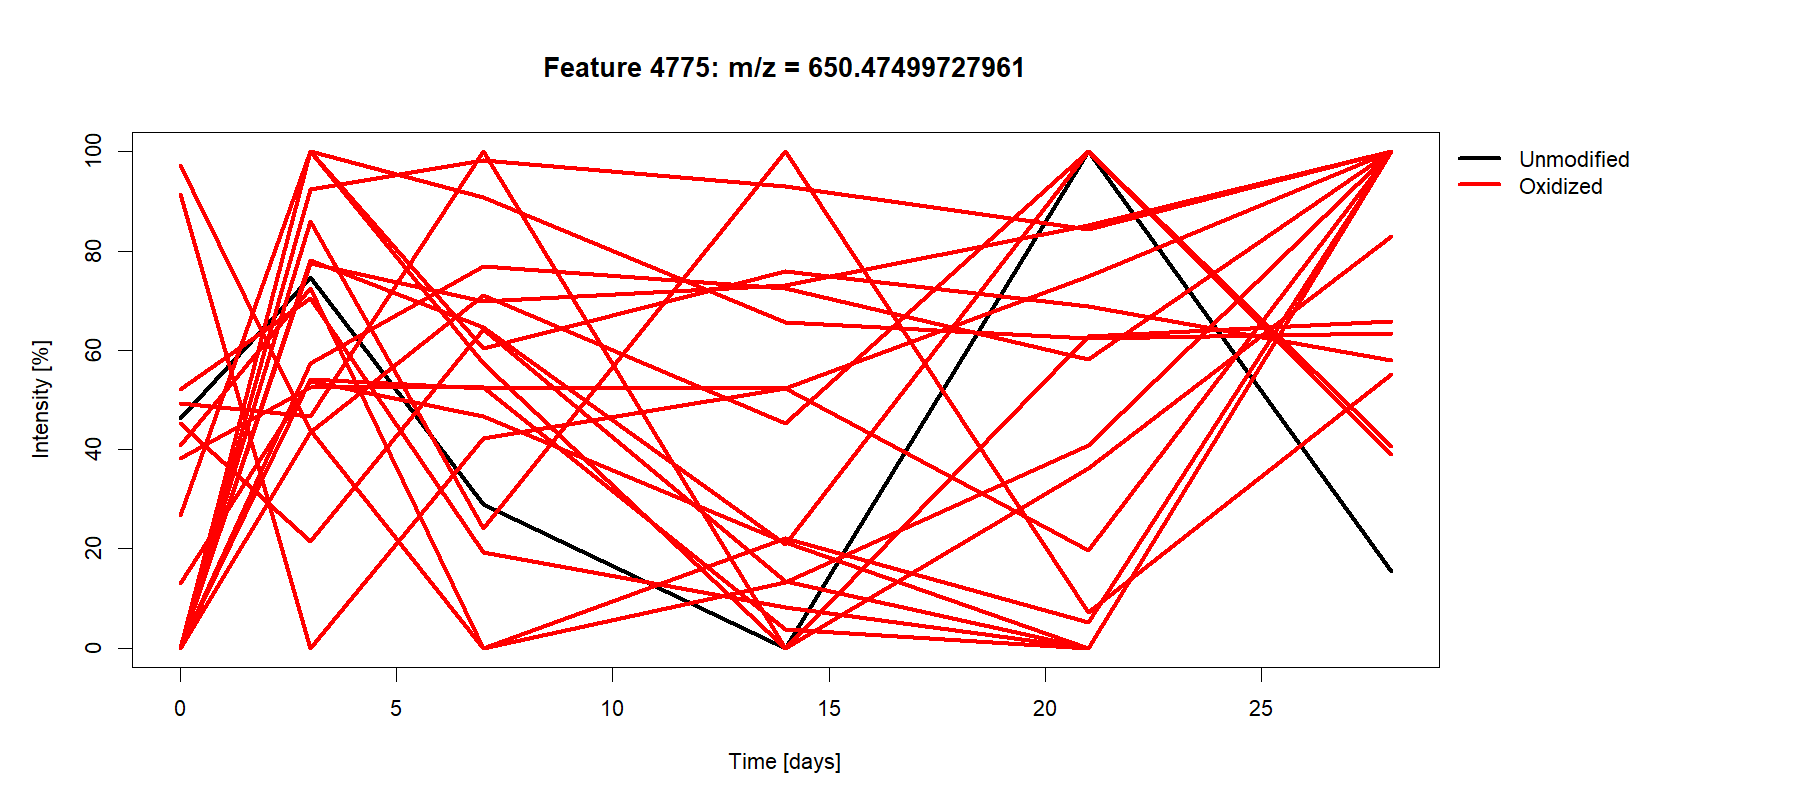 Feature 4775: m/z = 650.47499727961
Unmodified
Oxidized
Intensity [%]
100
80
60
40
20
0
0 5 10 15 20 25
Time [days]